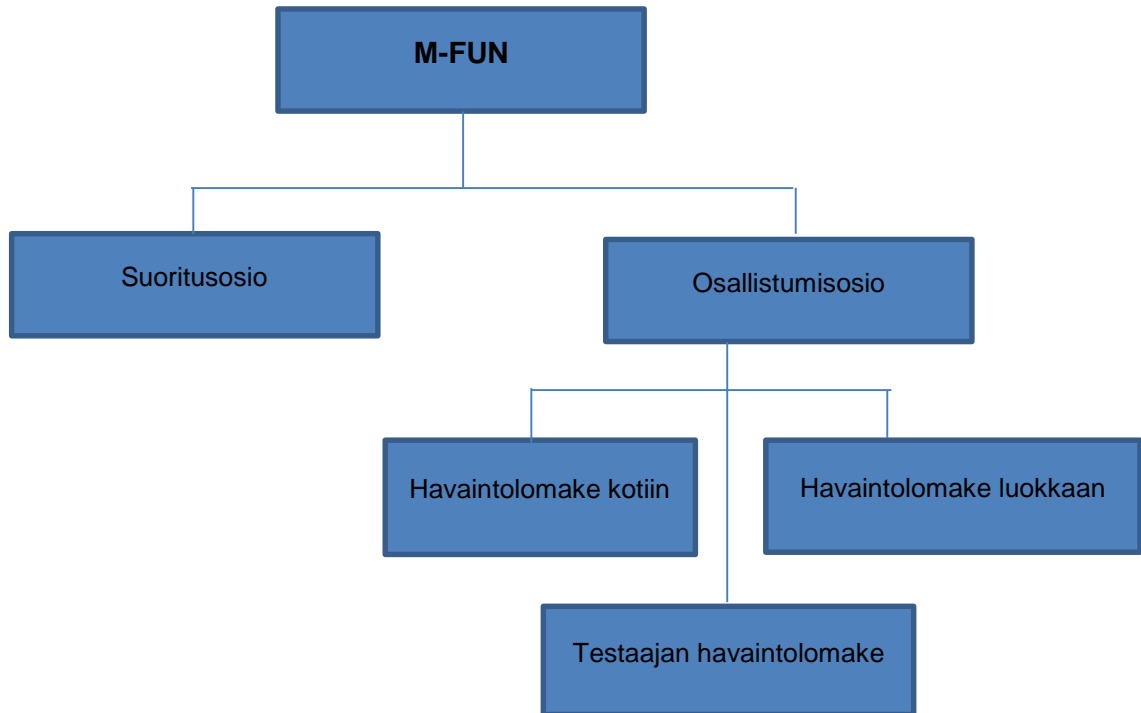 M-FUN
Suoritusosio
Osallistumisosio
Havaintolomake kotiin
Havaintolomake luokkaan
Testaajan havaintolomake